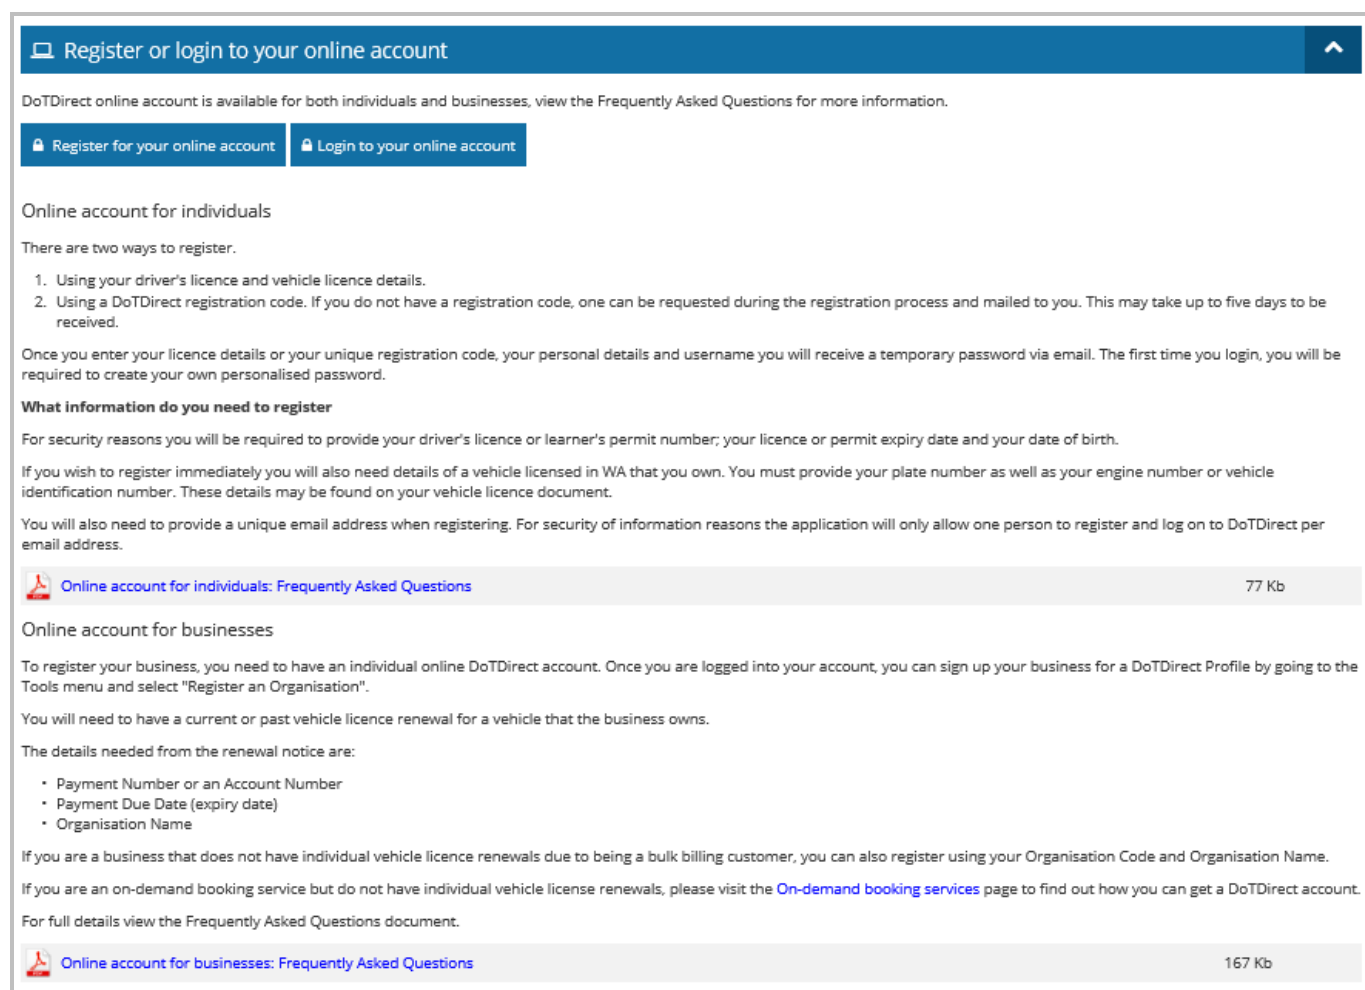 Register or login to your online account
DoTDirect online account is available for both individuals and businesses, view the Frequently Asked Questions for more information.
Register for your online account
Login to your online account
Online account for individuals
There are two ways to register.
1. Using your driver's licence and vehicle licence details.
2. Using a DoTDirect registration code. If you do not have a registration code, one can be requested during the registration process and mailed to you. This may take up to five days to be
received.
Once you enter your licence details or your unique registration code, your personal details and username you will receive a temporary password via email. The first time you login, you will be
required to create your own personalised password.
What information do you need to register
For security reasons you will be required to provide your driver's licence or learner's permit number; your licence or permit expiry date and your date of birth.
If you wish to register immediately you will also need details of a vehicle licensed in WA that you own. You must provide your plate number as well as your engine number or vehicle
identification number. These details may be found on your vehicle licence document.
You will also need to provide a unique email address when registering. For security of information reasons the application will only allow one person to register and log on to DoTDirect per
email address.
Online account for individuals: Frequently Asked Questions 77 Kb
Online account for businesses
To register your business, you need to have an individual online DoTDirect account. Once you are logged into your account, you can sign up your business for a DoTDirect Profile by going to the
Tools menu and select "Register an Organisation".
You will need to have a current or past vehicle licence renewal for a vehicle that the business owns.
The details needed from the renewal notice are:
• Payment Number or an Account Number
• Payment Due Date (expiry date)
• Organisation Name
If you are a business that does not have individual vehicle licence renewals due to being a bulk billing customer, you can also register using your Organisation Code and Organisation Name.
If you are an on-demand booking service but do not have individual vehicle license renewals, please visit the On-demand booking services page to find out how you can get a DoTDirect account.
For full details view the Frequently Asked Questions document.
Online account for businesses: Frequently Asked Questions 167 Kb